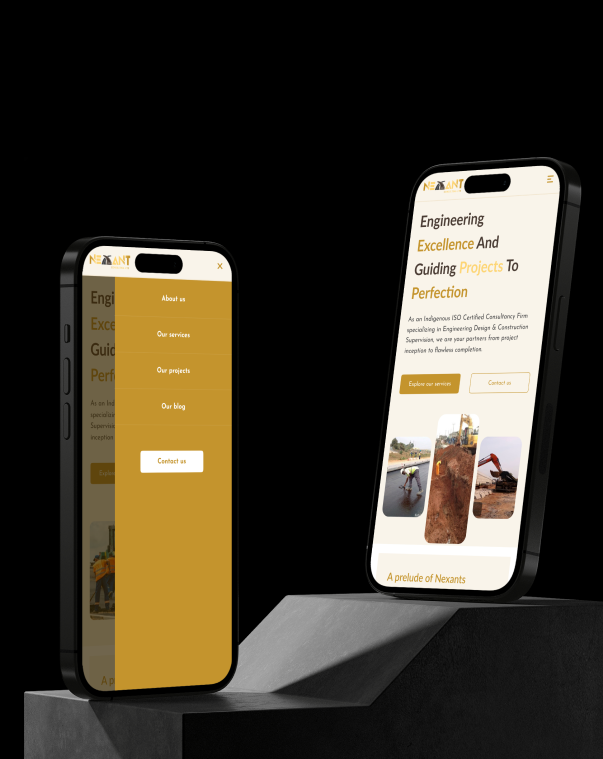 NEXANT
About us
Our services
Our projects
Our blog
Contact us
Engi
Exce
Guid
Perf
As an Ind
specializi
Supervisi
inception
Explore
A p
NEXANT
Engineering
Excellence And
Guiding Projects To
Perfection
As an Indigenous ISO Certified Consultancy Firm
specializing in Engineering Design & Construction
Supervision, we are your partners from project
inception to flawless completion.
Explore our services
Contact us
A prelude of Nexants